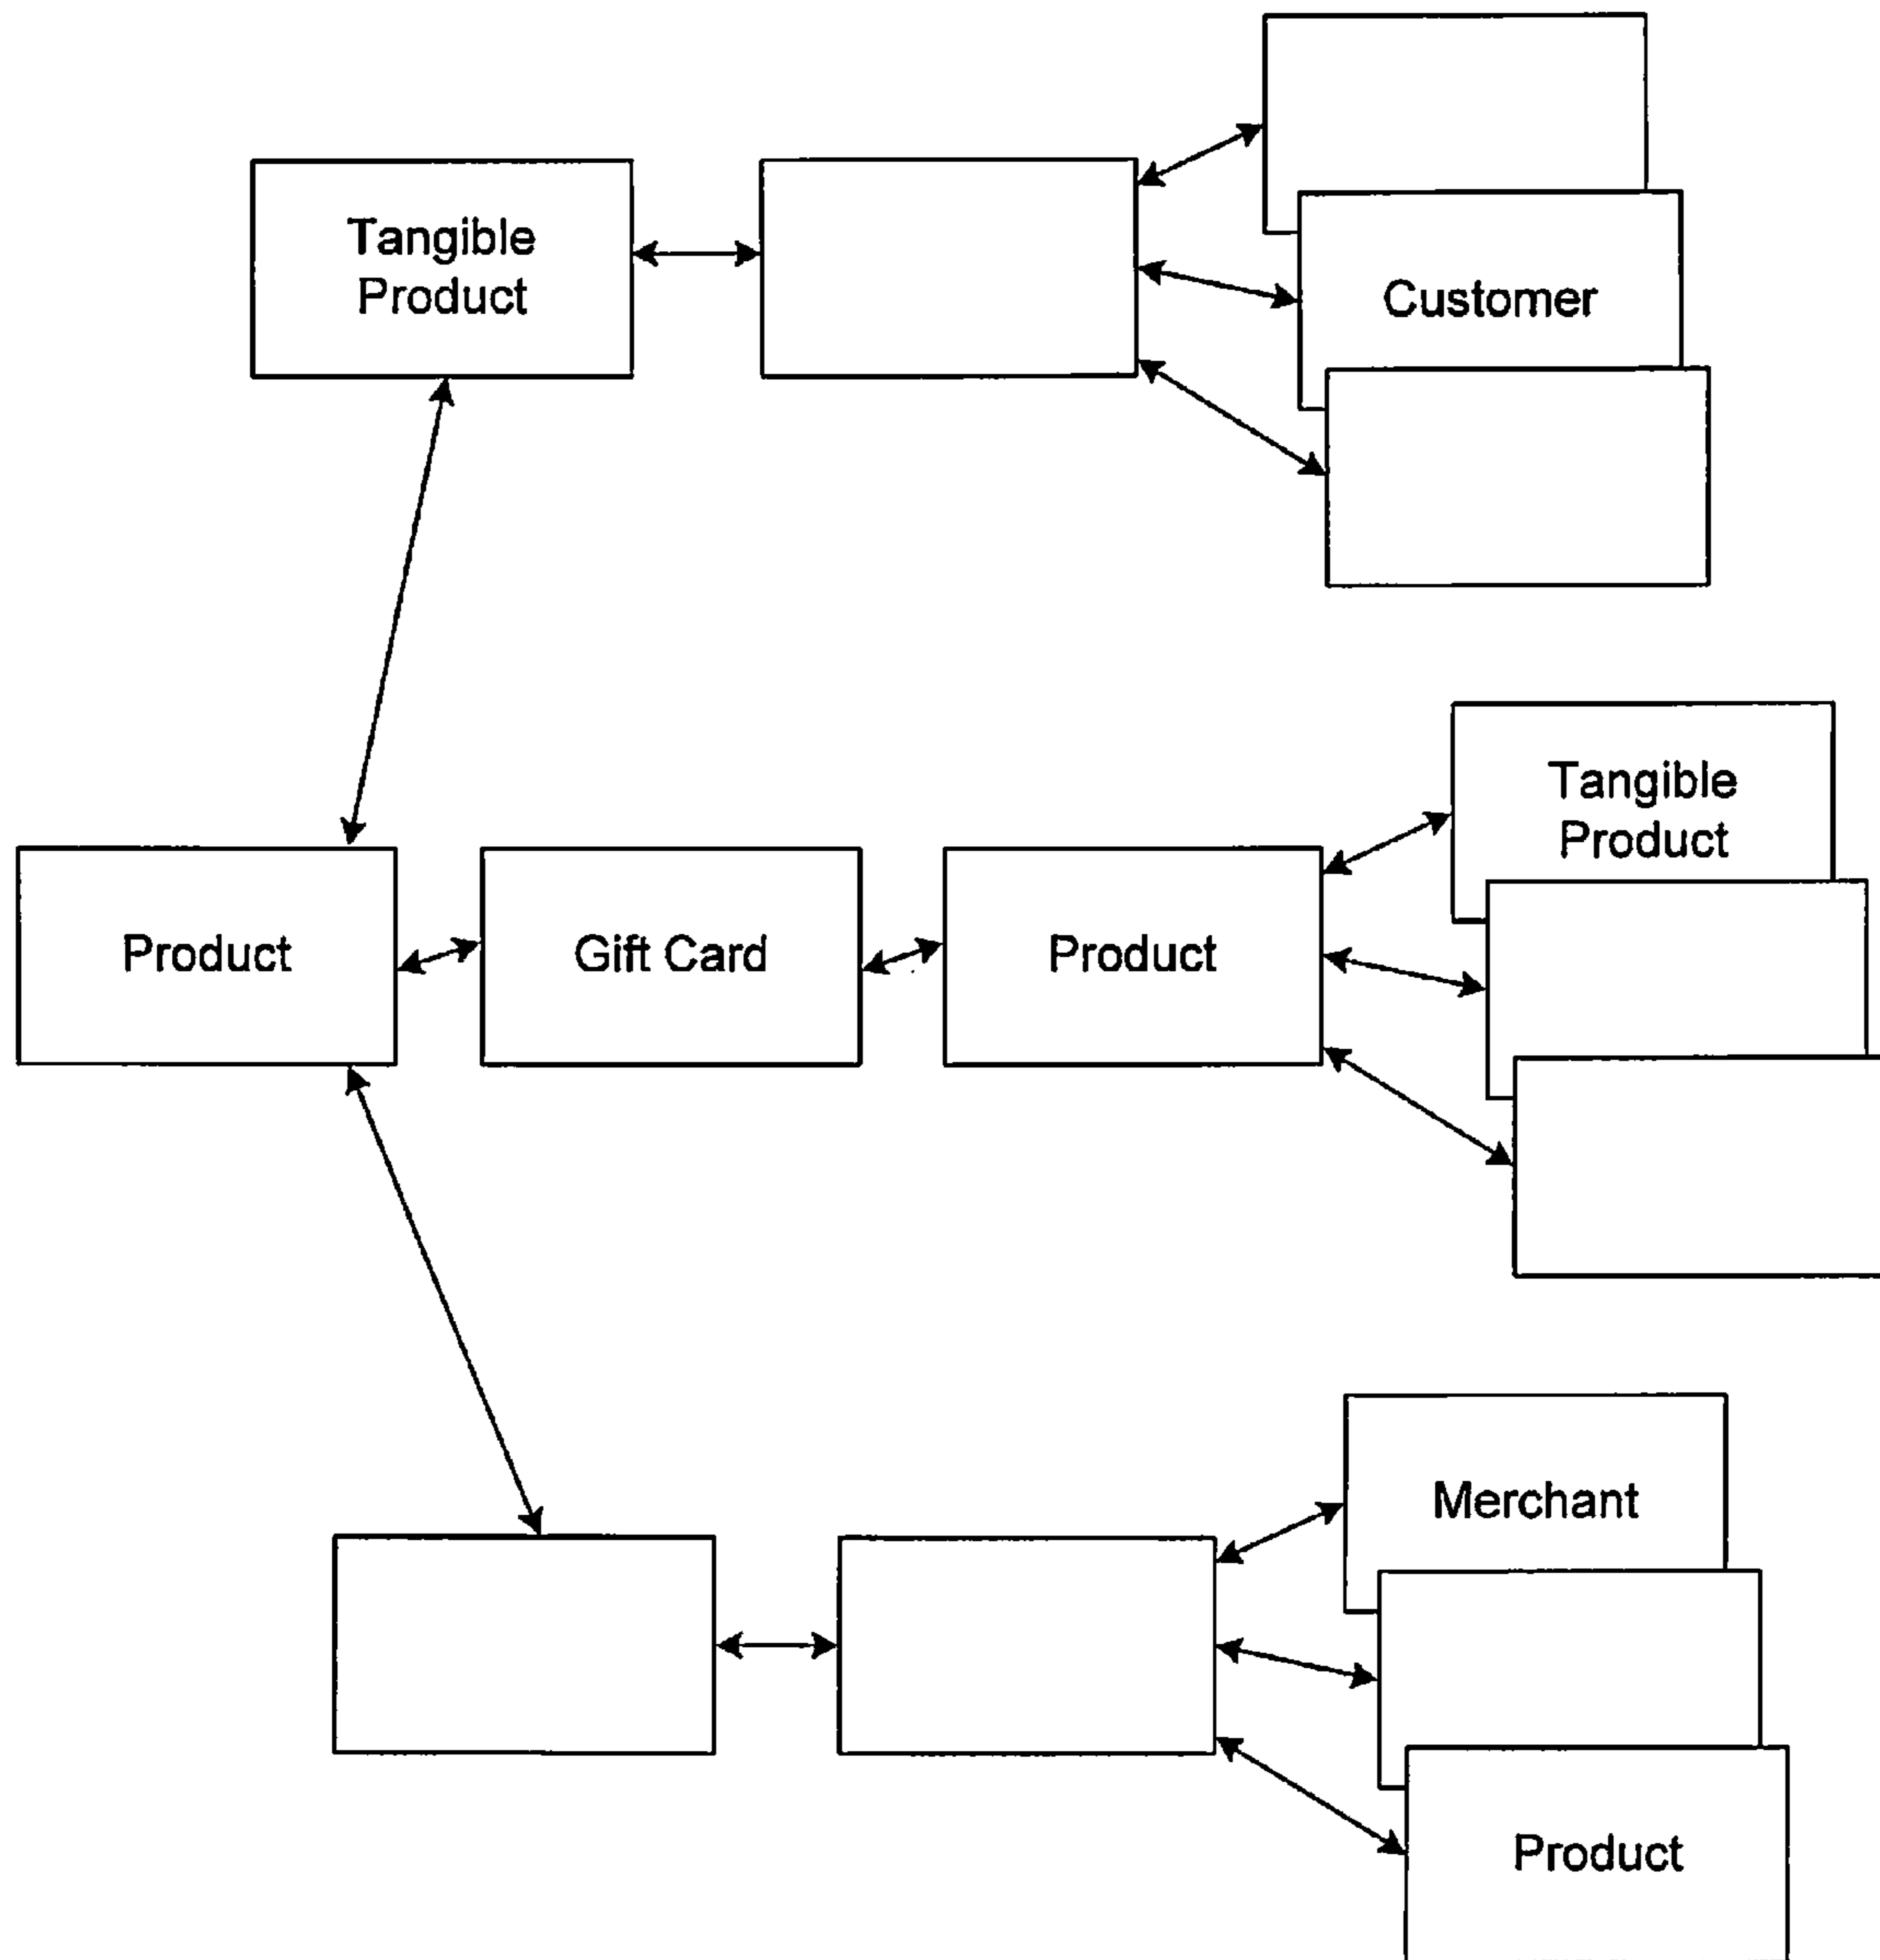 Tangible
Product
Customer
Tangible
Product
Product
Gift Card
Product
Merchant
Product